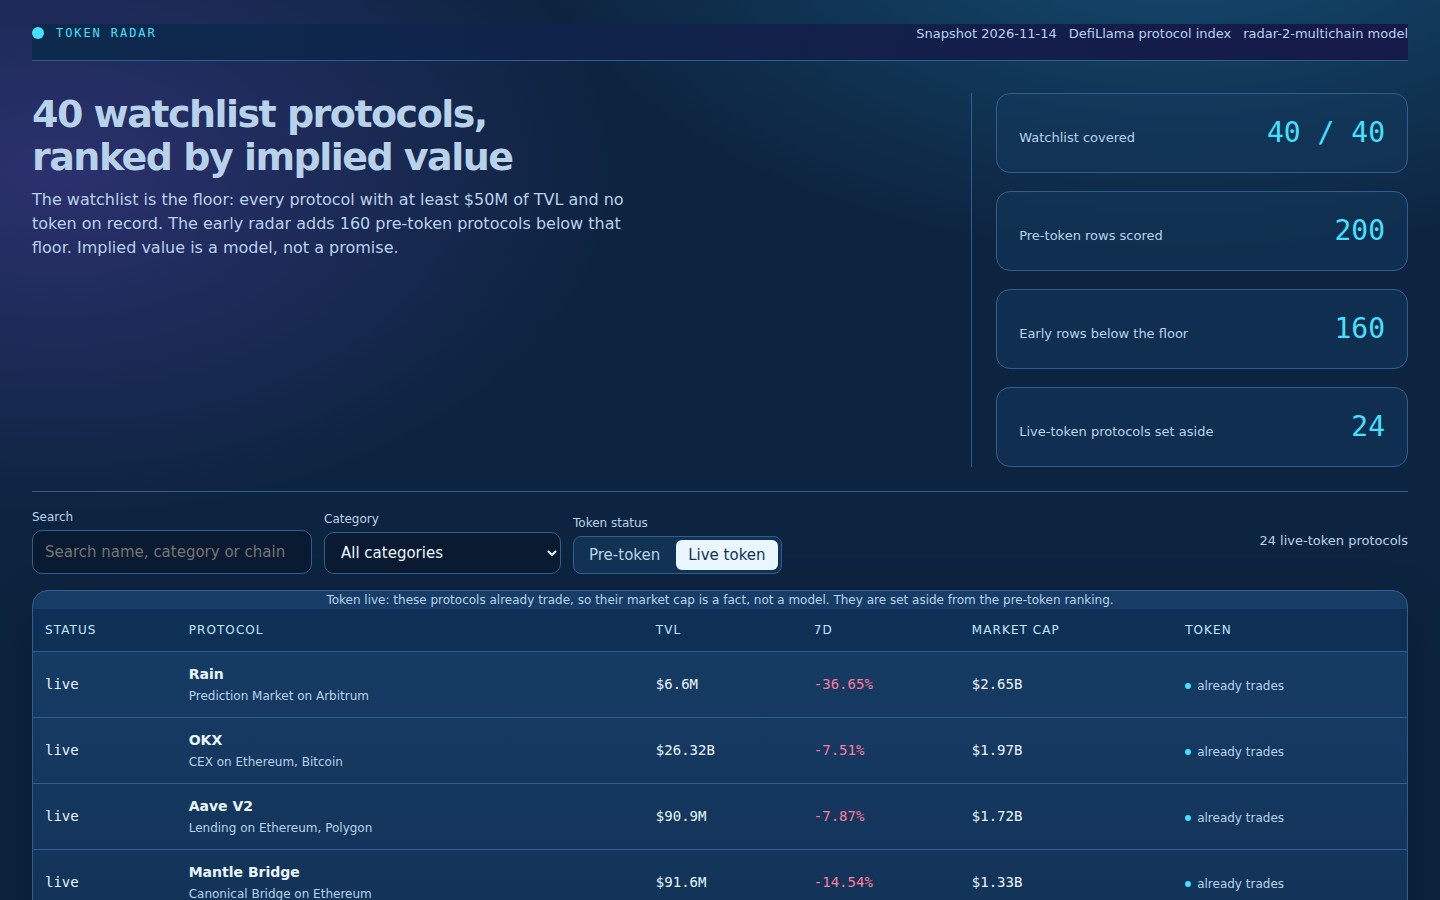 TOKEN RADAR
Snapshot 2026-11-14 DefiLlama protocol index radar-2-multichain model
40 watchlist protocols,
ranked by implied value
The watchlist is the floor: every protocol with at least $50M of TVL and no
token on record. The early radar adds 160 pre-token protocols below that
floor. Implied value is a model, not a promise.
Watchlist covered 40 / 40
Pre-token rows scored 200
Early rows below the floor 160
Live-token protocols set aside 24
Search
Search name, category or chain
Category
All categories
Token status
Pre-token Live token
24 live-token protocols
Token live: these protocols already trade, so their market cap is a fact, not a model. They are set aside from the pre-token ranking.
STATUS PROTOCOL TVL 7D MARKET CAP TOKEN
live Rain $6.6M -36.65% $2.65B already trades
Prediction Market on Arbitrum
live OKX $26.32B -7.51% $1.97B already trades
CEX on Ethereum, Bitcoin
live Aave V2 $90.9M -7.87% $1.72B already trades
Lending on Ethereum, Polygon
live Mantle Bridge $91.6M -14.54% $1.33B already trades
Canonical Bridge on Ethereum